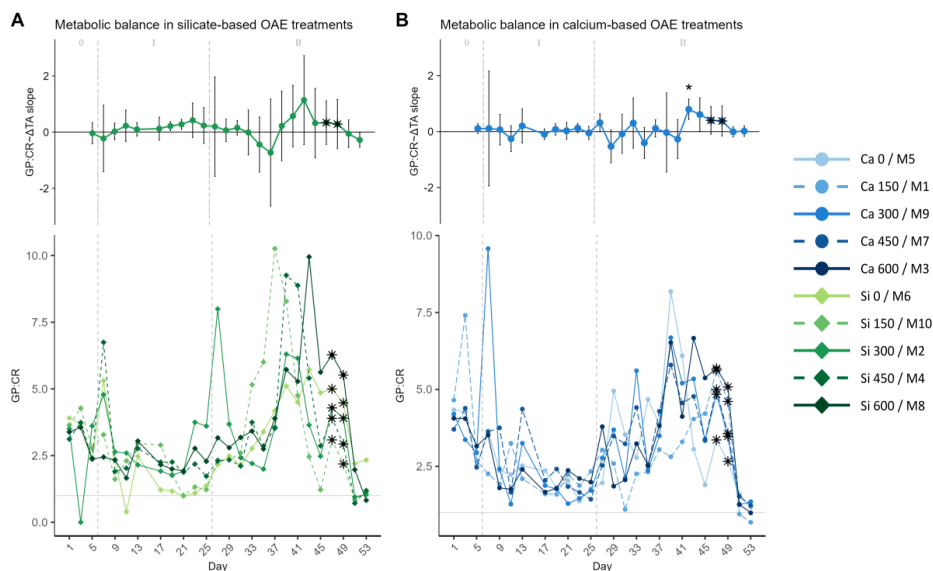 A
Metabolic balance in silicate-based OAE treatments
0 I II
GP:CR~ΔTA slope
2
0
-2
GP:CR
10.0
7.5
5.0
2.5
0.0
1 5 9 13 17 21 25 29 33 37 41 45 49 53
Day
B
Metabolic balance in calcium-based OAE treatments
0 I II
*
GP:CR~ΔTA slope
2
0
-2
GP:CR
10.0
7.5
5.0
2.5
1 5 9 13 17 21 25 29 33 37 41 45 49 53
Day
Ca 0 / M5
Ca 150 / M1
Ca 300 / M9
Ca 450 / M7
Ca 600 / M3
Si 0 / M6
Si 150 / M10
Si 300 / M2
Si 450 / M4
Si 600 / M8